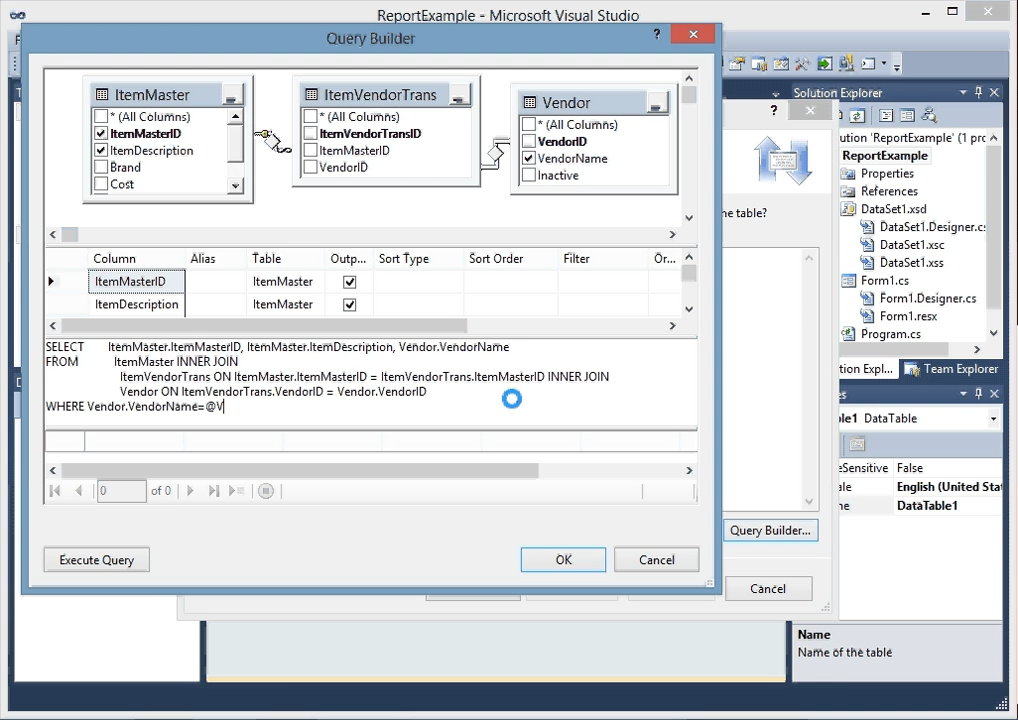 ReportExample - Microsoft Visual Studio
Query Builder
?
ItemMaster
* (All Columns)
ItemMasterID
ItemDescription
Brand
Cost
ItemVendorTrans
* (All Columns)
ItemVendorTransID
ItemMasterID
VendorID
Vendor
* (All Columns)
VendorID
VendorName
Inactive
Column Alias Table Outp... Sort Type Sort Order Filter Or...
ItemMasterID ItemMaster
ItemDescription ItemMaster
SELECT ItemMaster.ItemMasterID, ItemMaster.ItemDescription, Vendor.VendorName
FROM ItemMaster INNER JOIN
ItemVendorTrans ON ItemMaster.ItemMasterID = ItemVendorTrans.ItemMasterID INNER JOIN
Vendor ON ItemVendorTrans.VendorID = Vendor.VendorID
WHERE Vendor.VendorName=@V
0 of 0
Execute Query OK Cancel
?
he table?
Query Builder...
Cancel
Solution Explorer
olution 'ReportExample' (1 prc
ReportExample
Properties
References
DataSet1.xsd
DataSet1.Designer.cs
DataSet1.xsc
DataSet1.xss
Form1.cs
Form1.Designer.cs
Form1.resx
Program.cs
tion Expl... Team Explorer
es
ble1 DataTable
eSensitive False
ale English (United Sta
me DataTable1
Name
Name of the table